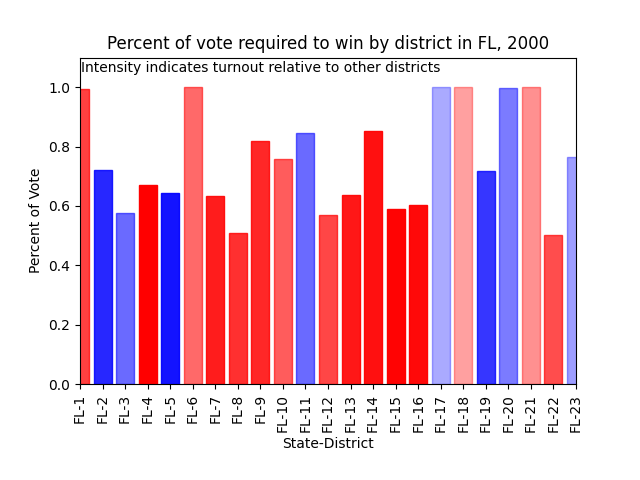 Percent of vote required to win by district in FL, 2000
Intensity indicates turnout relative to other districts
1.0
0.8
0.6
0.4
0.2
0.0
Percent of Vote
FL-1
FL-2
FL-3
FL-4
FL-5
FL-6
FL-7
FL-8
FL-9
FL-10
FL-11
FL-12
FL-13
FL-14
FL-15
FL-16
FL-17
FL-18
FL-19
FL-20
FL-21
FL-22
FL-23
State-District